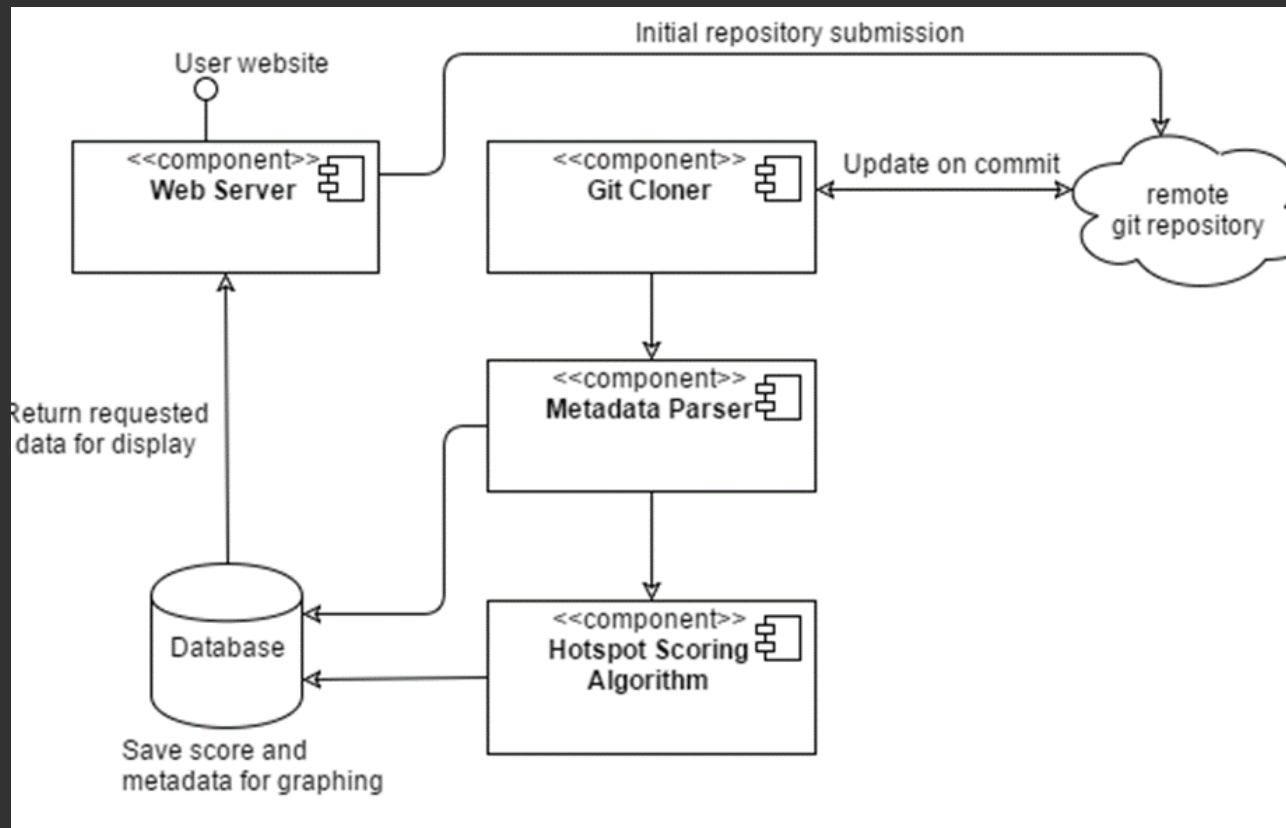 Initial repository submission
User website
<<component>>
Web Server
<<component>>
Git Cloner
Update on commit
remote
git repository
<<component>>
Metadata Parser
Return requested
data for display
<<component>>
Hotspot Scoring
Algorithm
Database
Save score and
metadata for graphing